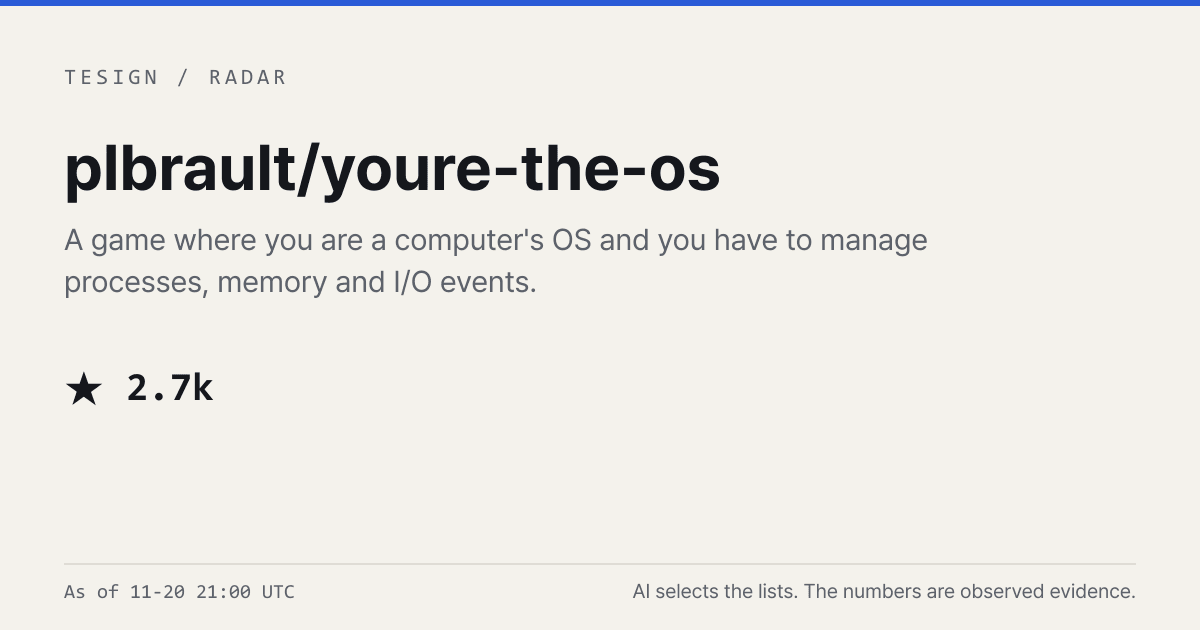 TESIGN / RADAR
plbrault/youre-the-os
A game where you are a computer's OS and you have to manage
processes, memory and I/O events.
★ 2.7k
As of 11-20 21:00 UTC
AI selects the lists. The numbers are observed evidence.